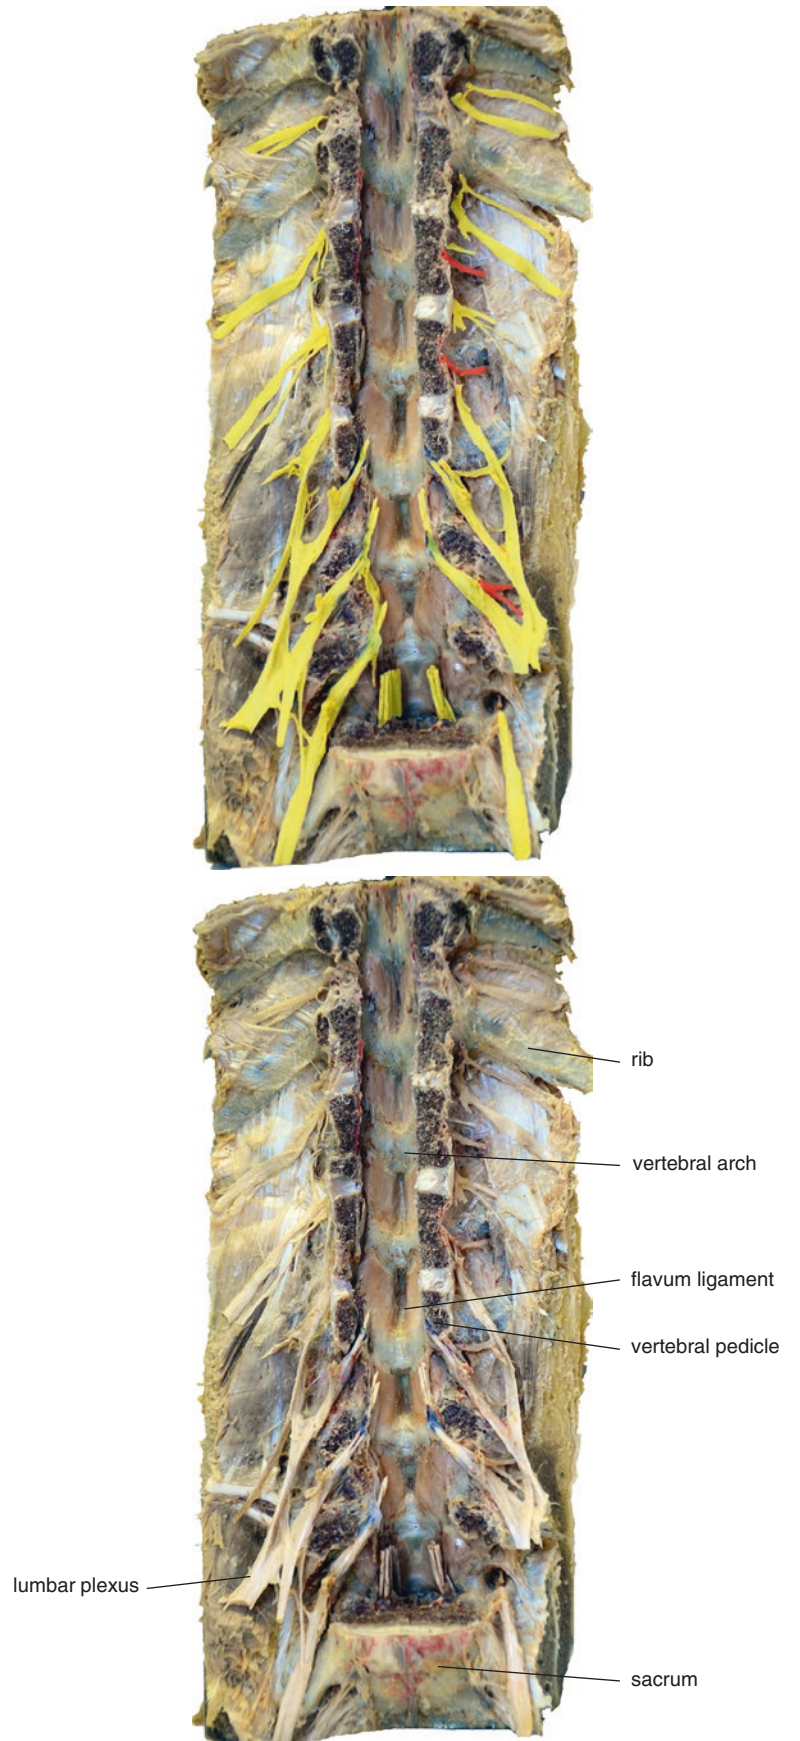 rib
vertebral arch
flavum ligament
vertebral pedicle
lumbar plexus
sacrum